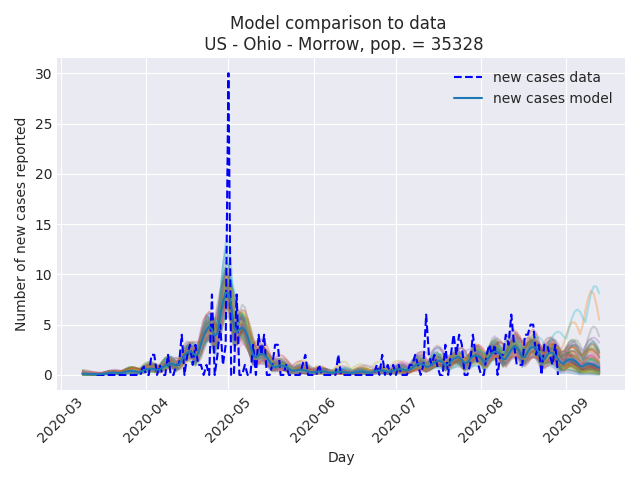 Model comparison to data
US - Ohio - Morrow, pop. = 35328
new cases data
new cases model
Number of new cases reported
30
25
20
15
10
5
0
2020-03
2020-04
2020-05
2020-06
2020-07
2020-08
2020-09
Day